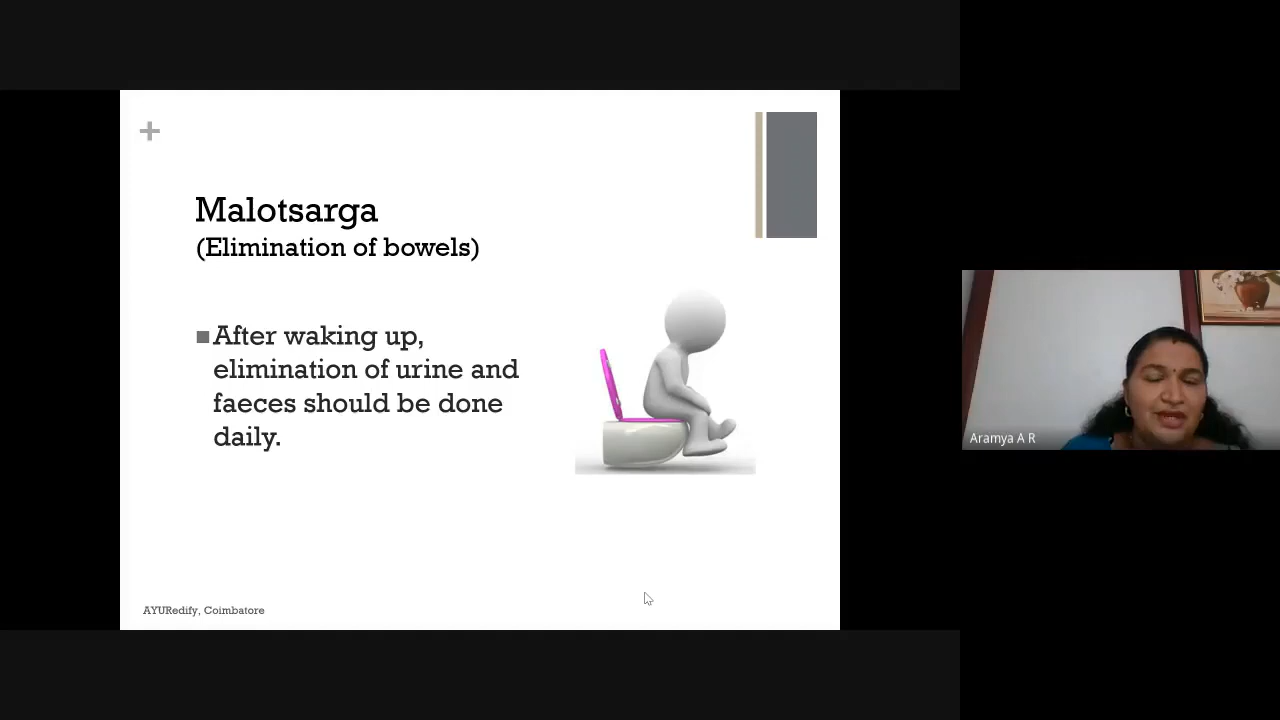 +
Malotsarga
(Elimination of bowels)
After waking up,
elimination of urine and
faeces should be done
daily.
AYURedify, Coimbatore
Aramya A R